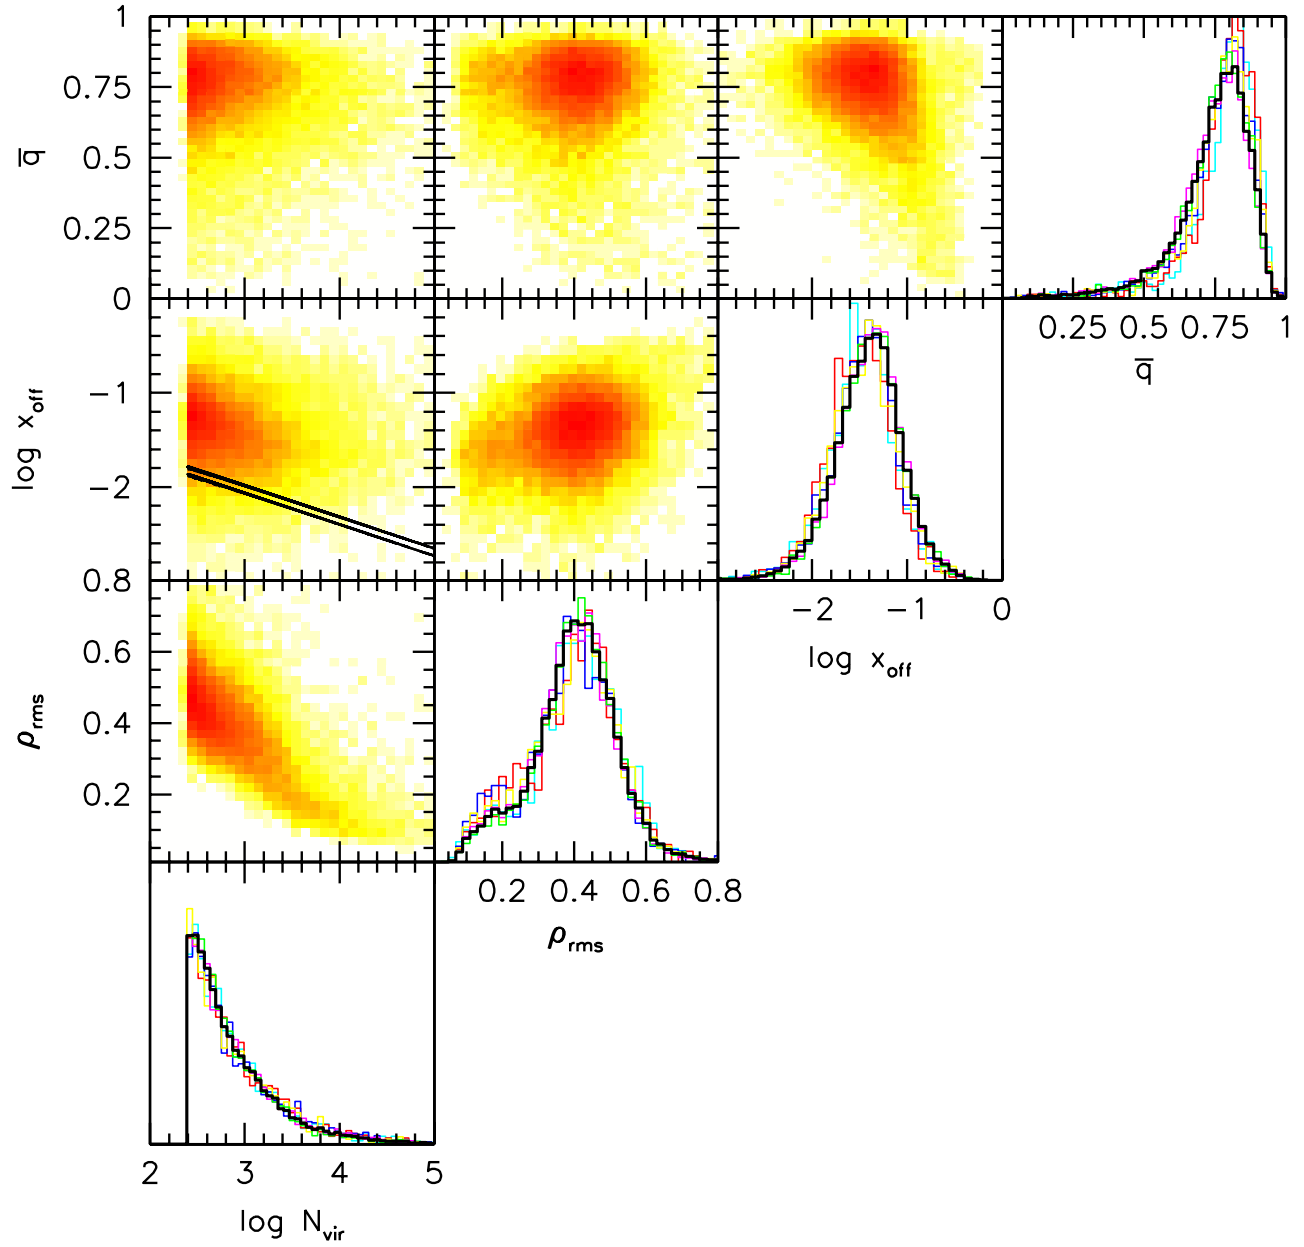 1
0.75
q̅
0.5
0.25
0
0.25 0.5 0.75 1
q̅
−1
log x_off
−2
0.8
−2 −1 0
log x_off
0.6
ρ_rms
0.4
0.2
0.2 0.4 0.6 0.8
ρ_rms
2 3 4 5
log N_vir